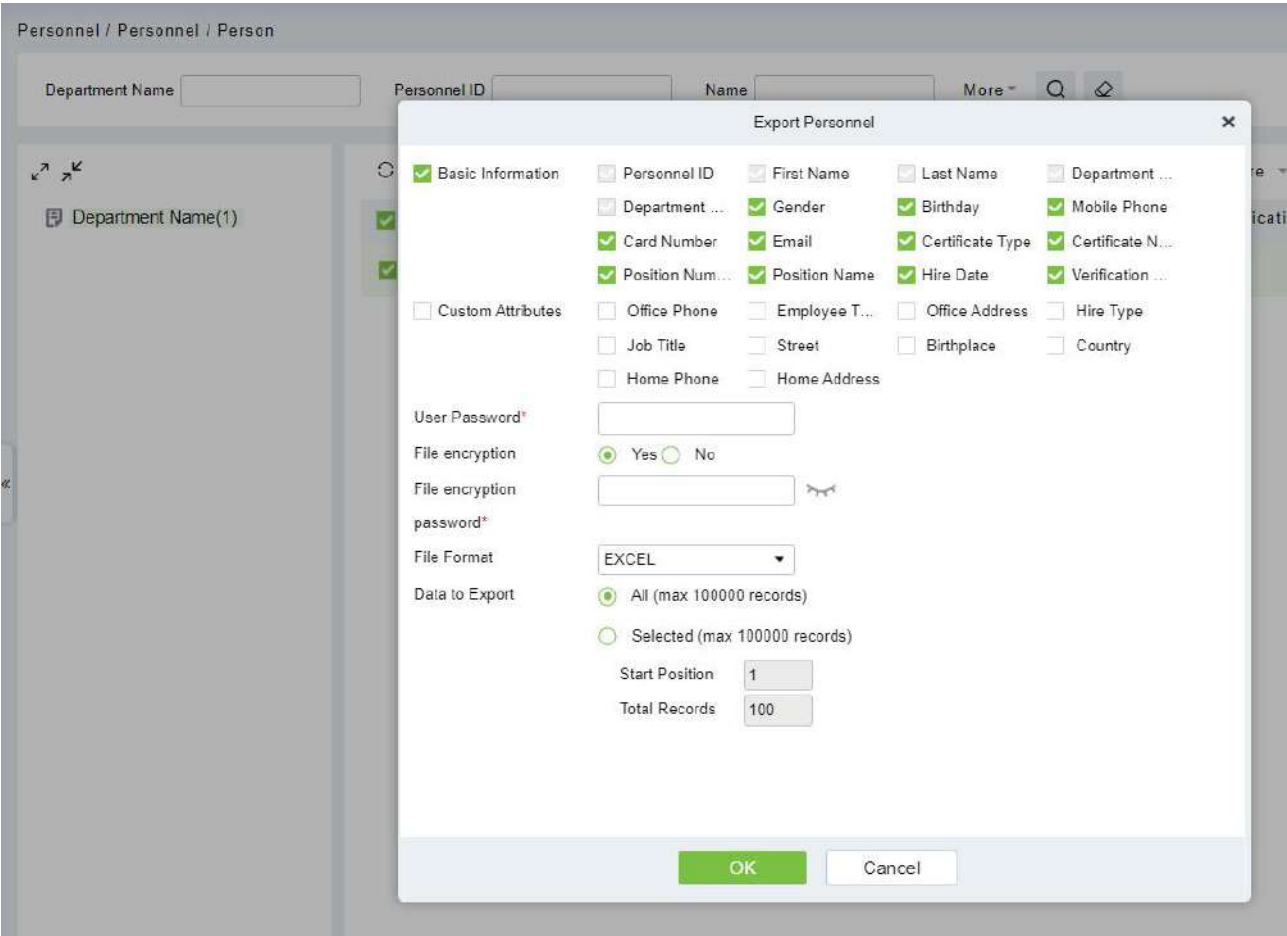 Personnel / Personnel / Person
Department Name Personnel ID Name More
Export Personnel
Department Name(1)
Basic Information Personnel ID First Name Last Name Department ...
Department ... Gender Birthday Mobile Phone
Card Number Email Certificate Type Certificate N...
Position Num... Position Name Hire Date Verification ...
Custom Attributes Office Phone Employee T... Office Address Hire Type
Job Title Street Birthplace Country
Home Phone Home Address
User Password*
File encryption Yes No
File encryption
password*
File Format EXCEL
Data to Export All (max 100000 records)
Selected (max 100000 records)
Start Position 1
Total Records 100
OK Cancel